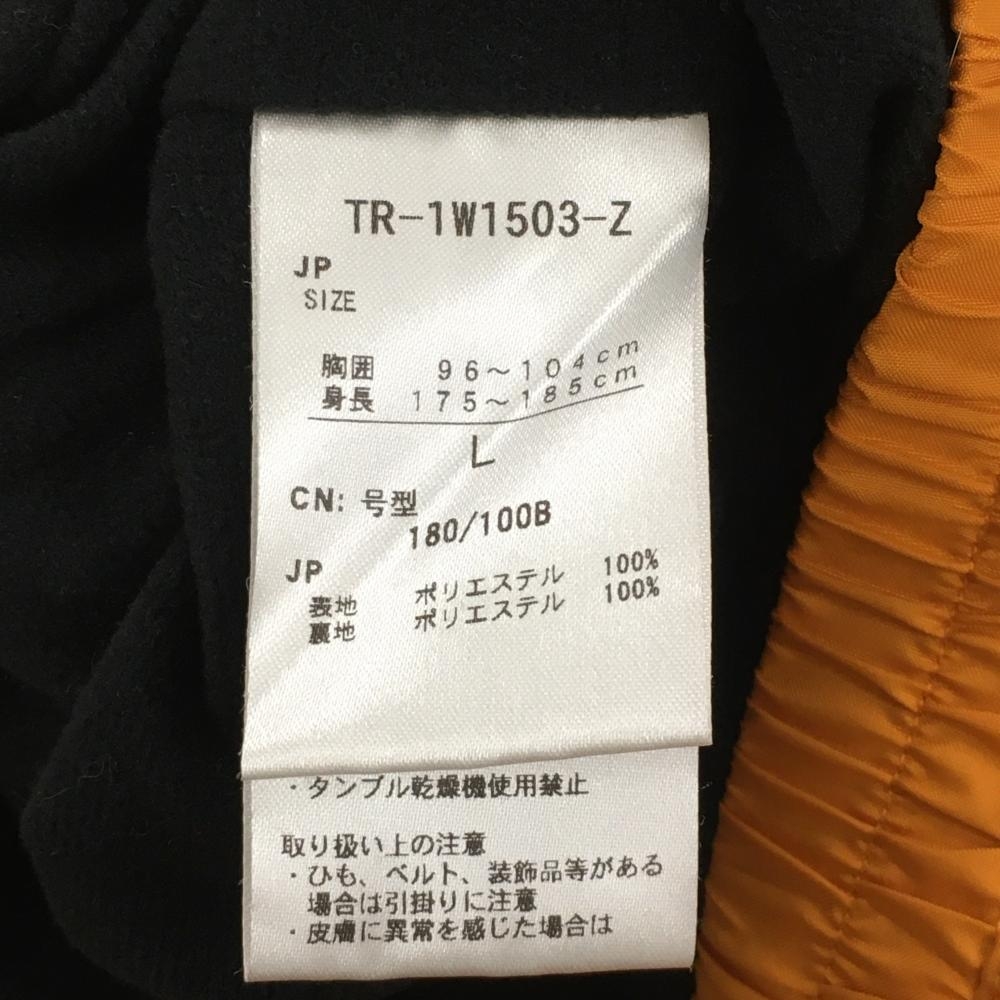 TR-1W1503-Z
JP
SIZE
胸囲 96～104cm
身長 175～185cm
L
CN: 号型
180/100B
JP
表地 ポリエステル 100%
裏地 ポリエステル 100%
・タンブル乾燥機使用禁止
取り扱い上の注意
・ひも、ベルト、装飾品等がある
場合は引掛りに注意
・皮膚に異常を感じた場合は